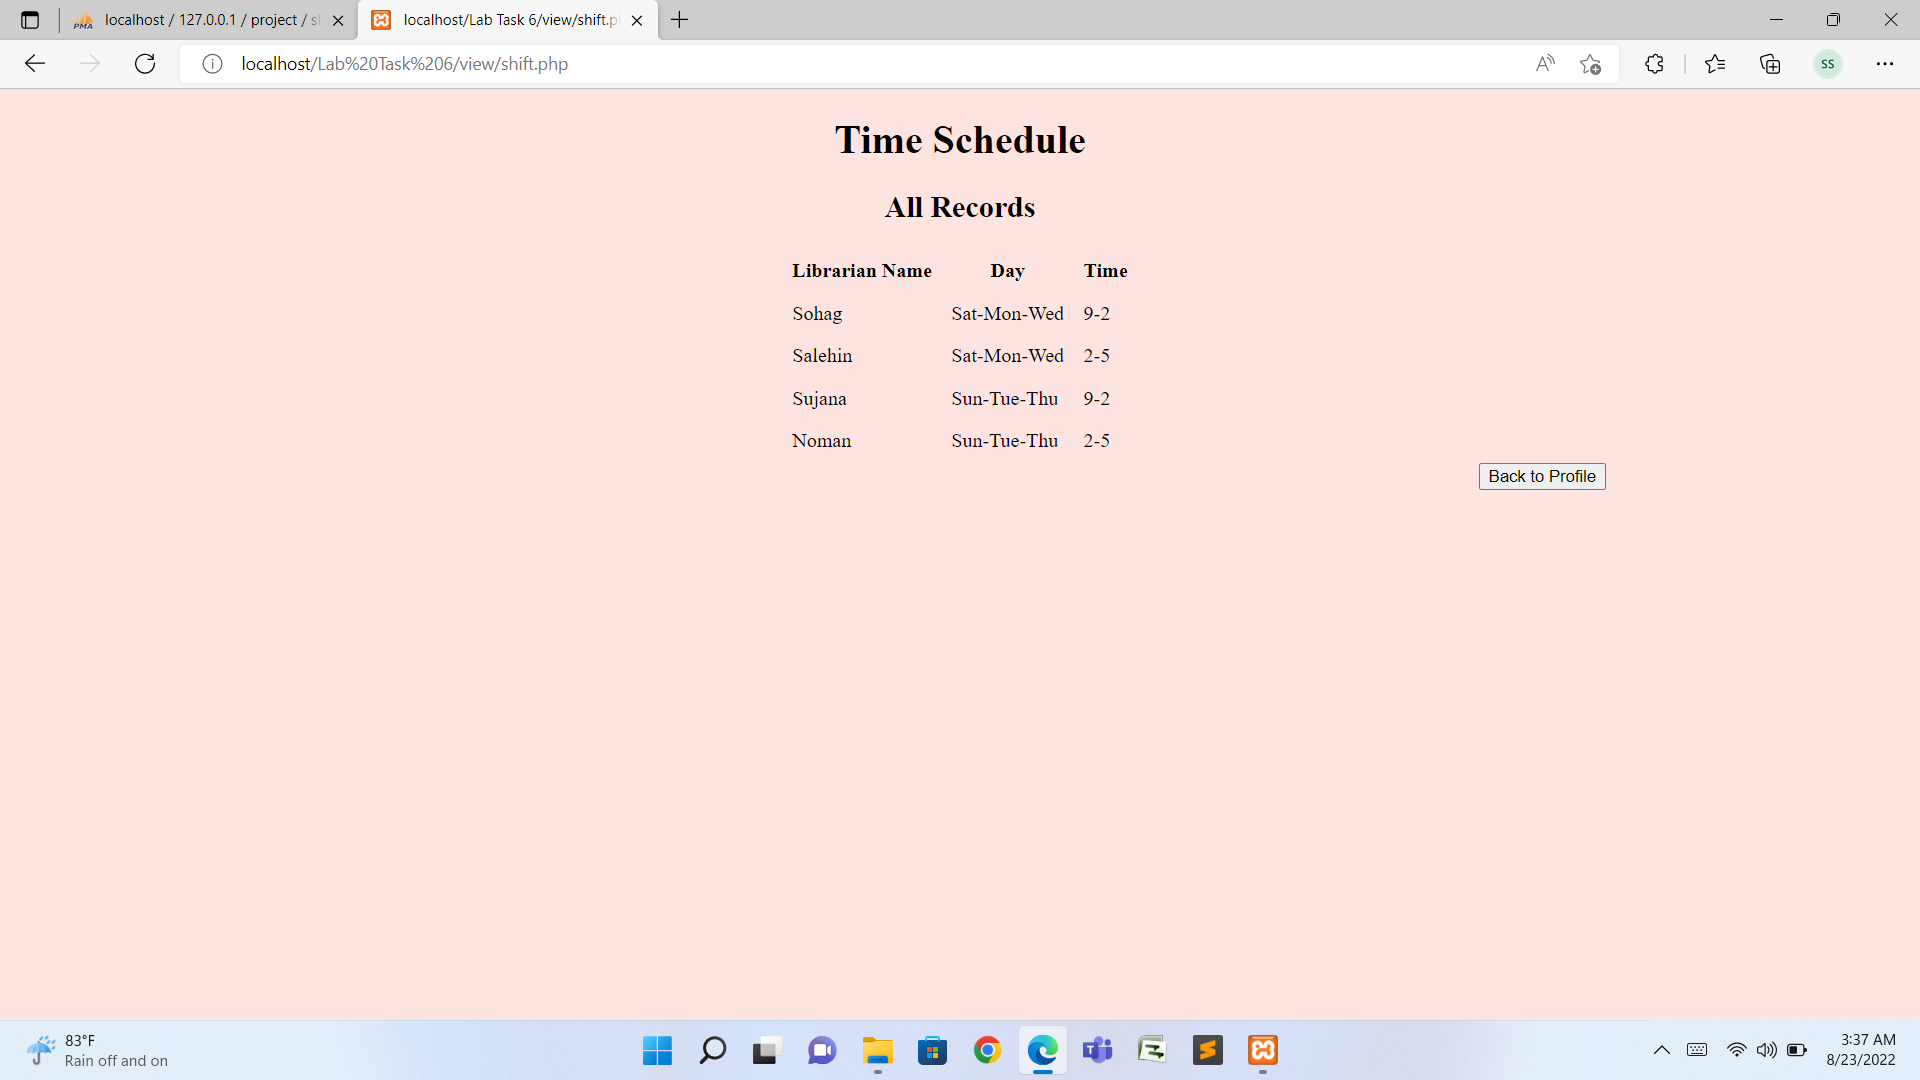 localhost / 127.0.0.1 / project / s
localhost/Lab Task 6/view/shift.p
localhost/Lab%20Task%206/view/shift.php
SS
Time Schedule
All Records
Librarian Name Day Time
Sohag Sat-Mon-Wed 9-2
Salehin Sat-Mon-Wed 2-5
Sujana Sun-Tue-Thu 9-2
Noman Sun-Tue-Thu 2-5
Back to Profile
83°F
Rain off and on
3:37 AM
8/23/2022